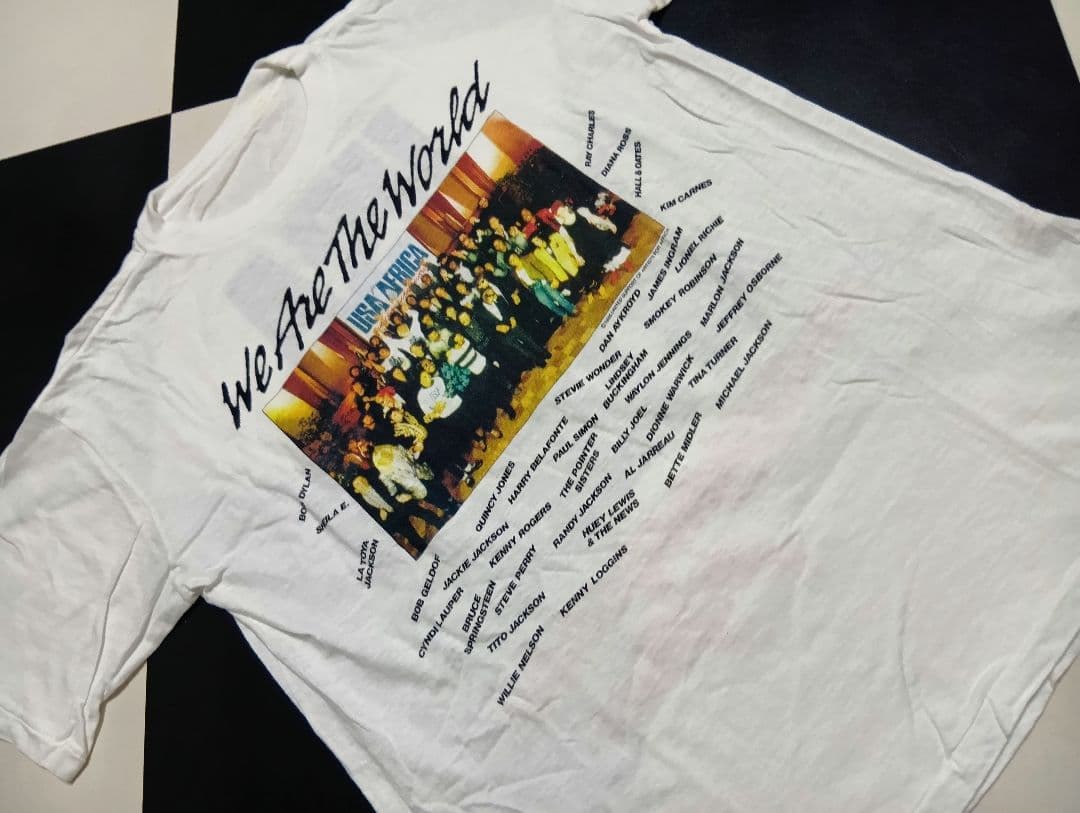 We Are The World
USA AFRICA
BOB DYLAN
SHEILA E.
LA TOYA
JACKSON
BOB GELDOF
CYNDI LAUPER
JACKIE JACKSON
QUINCY JONES
HARRY BELAFONTE
STEVIE WONDER
DAN AYKROYD
JAMES INGRAM
KIM CARNES
HALL & OATES
DIANA ROSS
RAY CHARLES
BRUCE
SPRINGSTEEN
KENNY ROGERS
PAUL SIMON
LINDSEY
BUCKINGHAM
SMOKEY ROBINSON
LIONEL RICHIE
STEVE PERRY
THE POINTER
SISTERS
WAYLON JENNINGS
MARLON JACKSON
TITO JACKSON
RANDY JACKSON
BILLY JOEL
DIONNE WARWICK
TINA TURNER
JEFFREY OSBORNE
WILLIE NELSON
KENNY LOGGINS
HUEY LEWIS
& THE NEWS
AL JARREAU
BETTE MIDLER
MICHAEL JACKSON